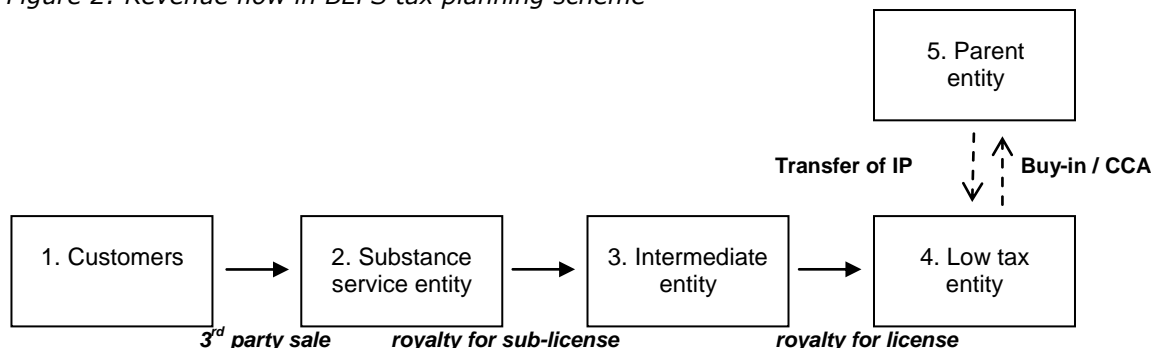 Figure 2: Revenue flow in BEPS tax planning scheme
5. Parent
entity
Transfer of IP
Buy-in / CCA
1. Customers
2. Substance
service entity
3. Intermediate
entity
4. Low tax
entity
3rd party sale
royalty for sub-license
royalty for license